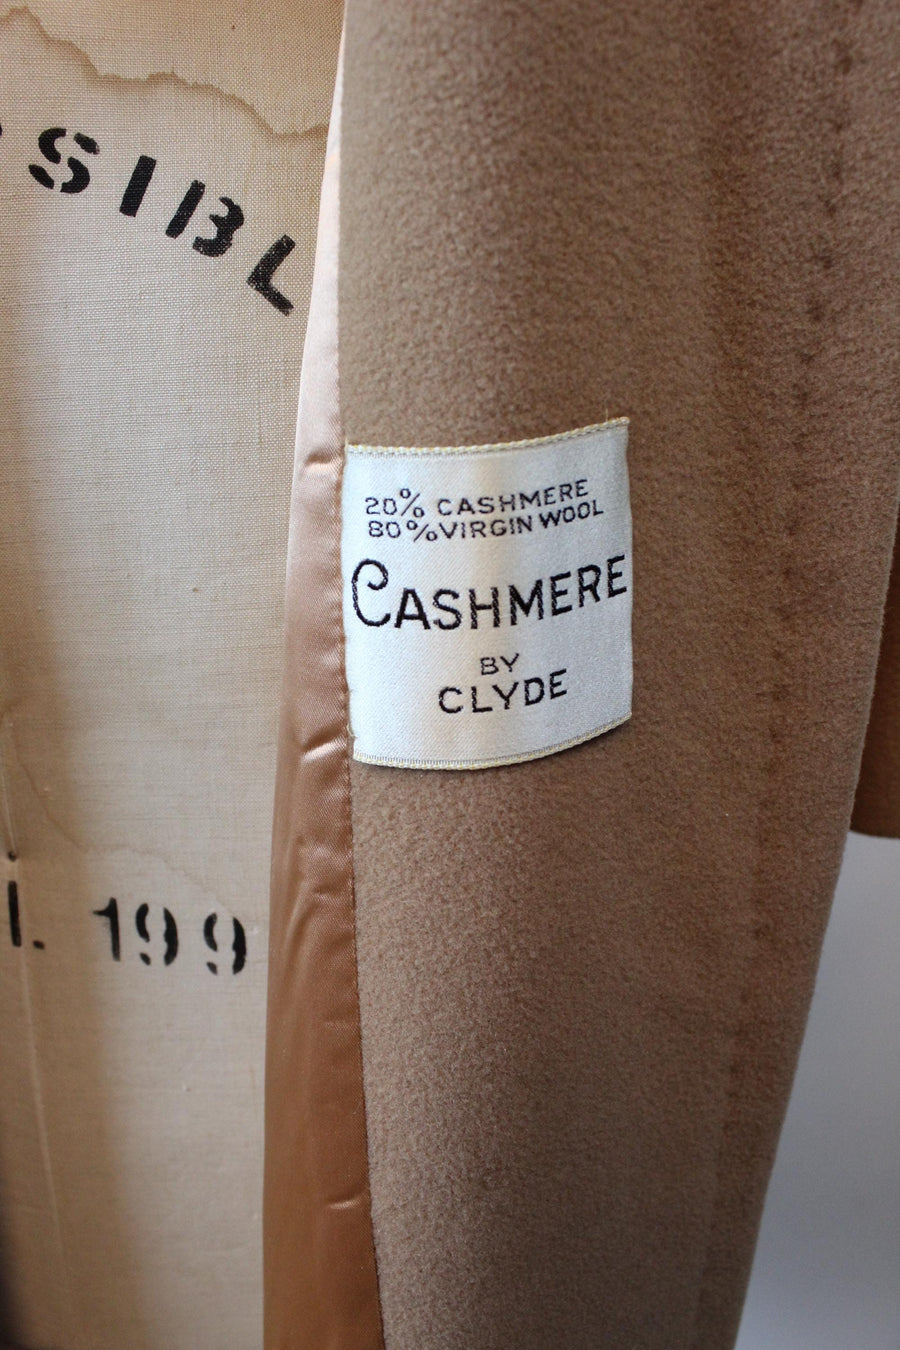 SIBL
20% CASHMERE
80% VIRGIN WOOL
CASHMERE
BY
CLYDE
L. 199